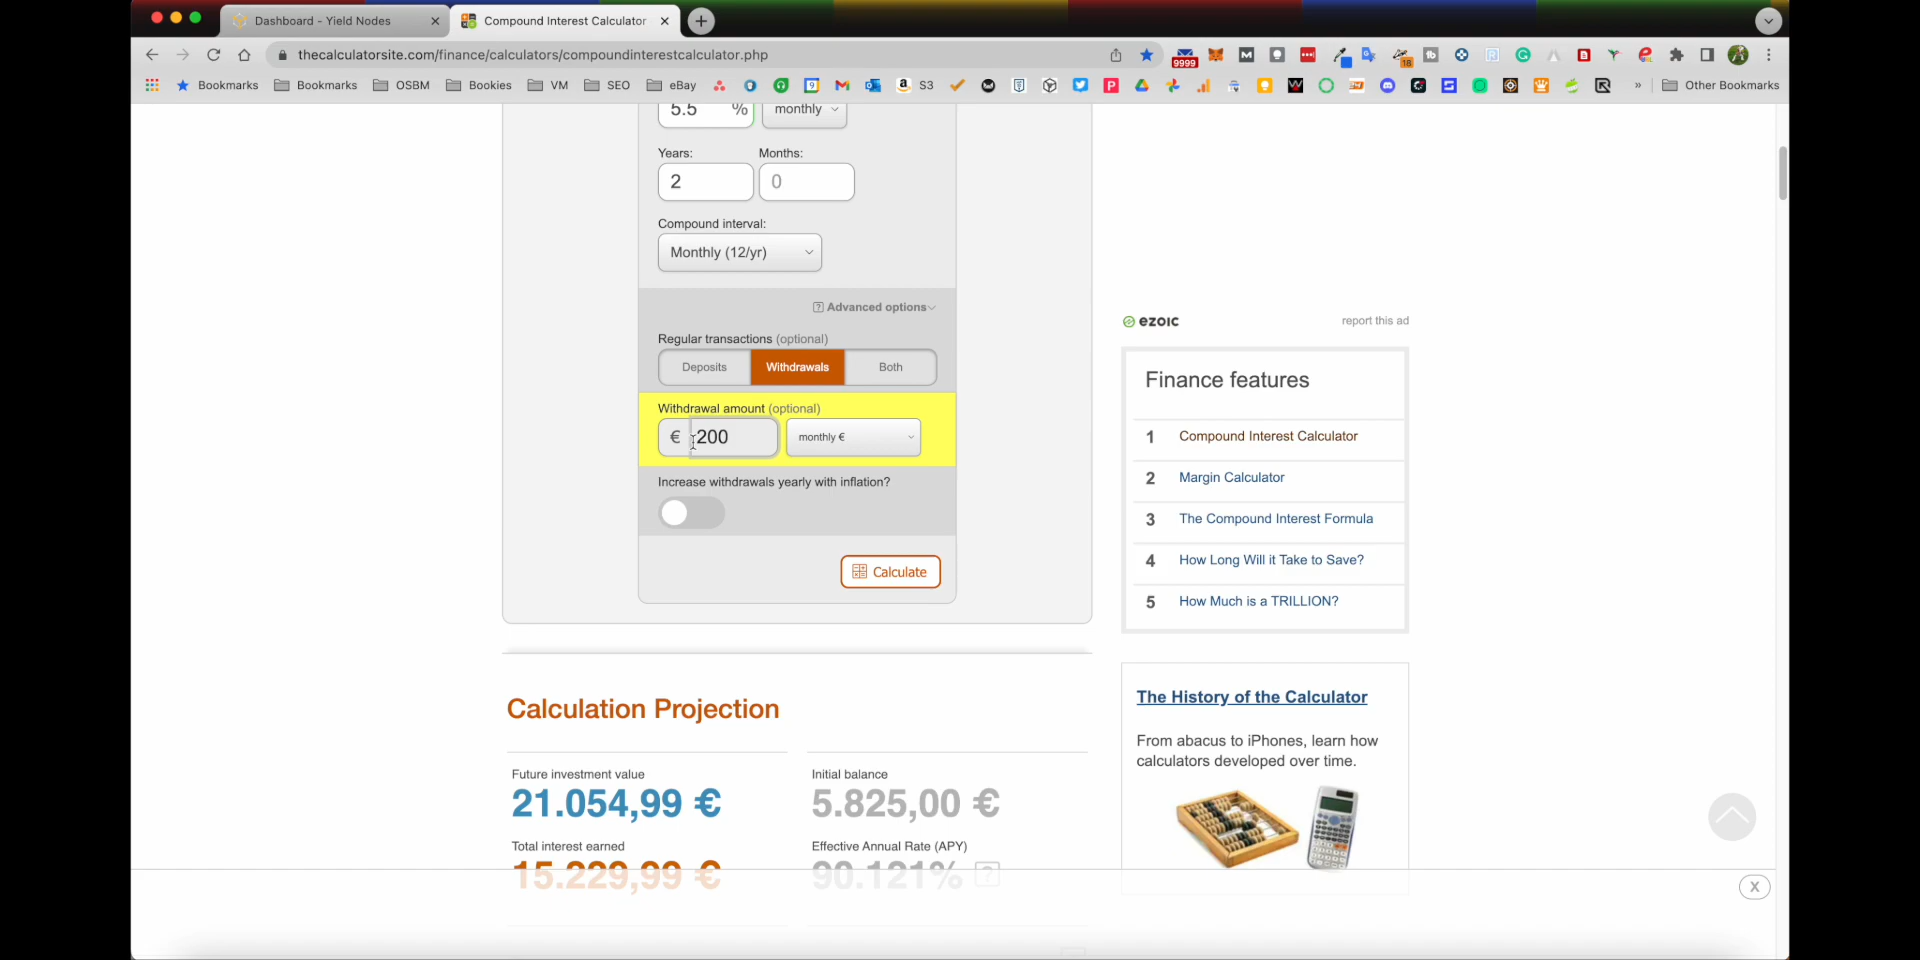 Dashboard - Yield Nodes
Compound Interest Calculator
thecalculatorsite.com/finance/calculators/compoundinterestcalculator.php
9999
18
Bookmarks
Bookmarks
OSBM
Bookies
VM
SEO
eBay
S3
Other Bookmarks
5.5 %
monthly
Years:
Months:
2
0
Compound interval:
Monthly (12/yr)
Advanced options
Regular transactions (optional)
Deposits
Withdrawals
Both
Withdrawal amount (optional)
€ 200
monthly €
Increase withdrawals yearly with inflation?
Calculate
ezoic
report this ad
Finance features
1 Compound Interest Calculator
2 Margin Calculator
3 The Compound Interest Formula
4 How Long Will it Take to Save?
5 How Much is a TRILLION?
Calculation Projection
Future investment value
21.054,99 €
Initial balance
5.825,00 €
Total interest earned
15.229,99 €
Effective Annual Rate (APY)
90.121% ?
The History of the Calculator
From abacus to iPhones, learn how
calculators developed over time.
X